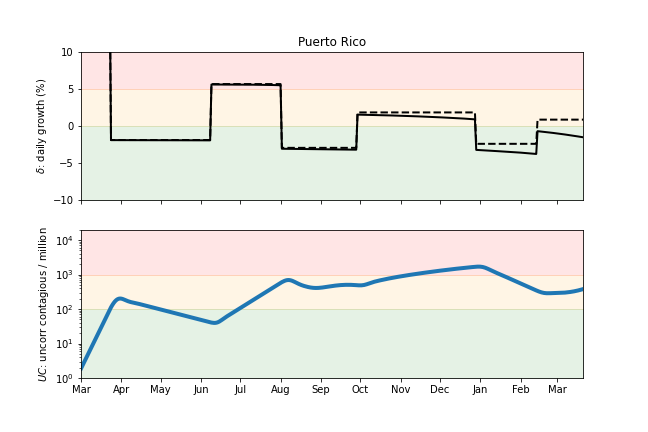 Puerto Rico
δ: daily growth (%)
10
5
0
−5
−10
UC: uncorr contagious / million
10⁴
10³
10²
10¹
10⁰
Mar Apr May Jun Jul Aug Sep Oct Nov Dec Jan Feb Mar